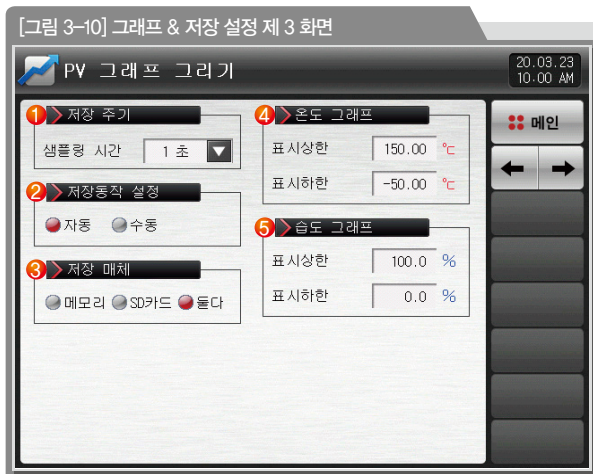 [그림 3-10] 그래프 & 저장 설정 제 3 화면
PV 그래프 그리기
20.03.23
10:00 AM
1 저장 주기
샘플링 시간 1 초
2 저장동작 설정
자동 수동
3 저장 매체
메모리 SD카드 둘다
4 온도 그래프
표시상한 150.00 ℃
표시하한 -50.00 ℃
5 습도 그래프
표시상한 100.0 %
표시하한 0.0 %
메인